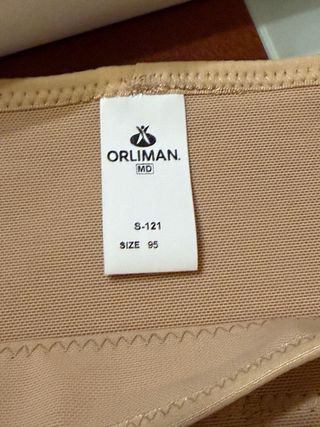 ORLIMAN.
MD
S-121
SIZE 95